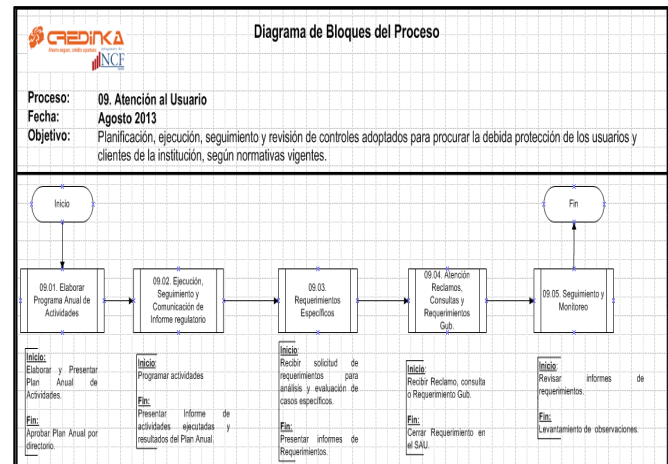 CREDINKA
Diagrama de Bloques del Proceso
NCF
Proceso: 09. Atención al Usuario
Fecha: Agosto 2013
Objetivo: Planificación, ejecución, seguimiento y revisión de controles adoptados para procurar la debida protección de los usuarios y
clientes de la institución, según normativas vigentes.
Inicio
Fin
09.01. Elaborar
Programa Anual de
Actividades
09.02. Ejecución,
Seguimiento y
Comunicación de
Informe regulatorio
09.03.
Requerimientos
Específicos
09.04. Atención
Reclamos,
Consultas y
Requerimientos
Gub.
09.05. Seguimiento y
Monitoreo
Inicio:
Elaborar y Presentar
Plan Anual de
Actividades.
Fin:
Aprobar Plan Anual por
directorio.
Inicio:
Programar actividades
Fin:
Presentar Informe de
actividades ejecutadas y
resultados del Plan Anual.
Inicio:
Recibir solicitud de
requerimientos para
análisis y evaluación de
casos específicos.
Fin:
Presentar informes de
Requerimientos.
Inicio:
Recibir Reclamo, consulta
o Requerimiento Gub.
Fin:
Cerrar Requerimiento en
el SAU.
Inicio:
Revisar informes de
requerimientos.
Fin:
Levantamiento de observaciones.